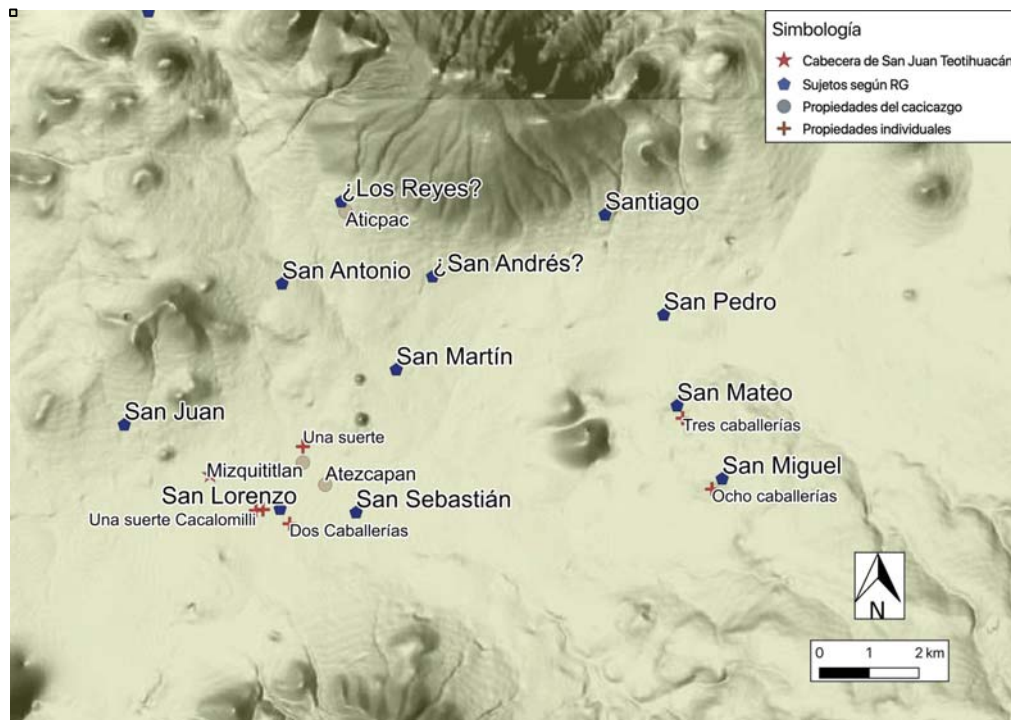 Simbología
Cabecera de San Juan Teotihuacán
Sujetos según RG
Propiedades del cacicazgo
Propiedades individuales
¿Los Reyes?
Aticpac
Santiago
San Antonio
¿San Andrés?
San Pedro
San Martín
San Mateo
Tres caballerías
San Juan
Una suerte
Mizquititlan
Atezcapan
San Miguel
Ocho caballerías
San Lorenzo
San Sebastián
Una suerte Cacalomilli
Dos Caballerías
N
0 1 2 km